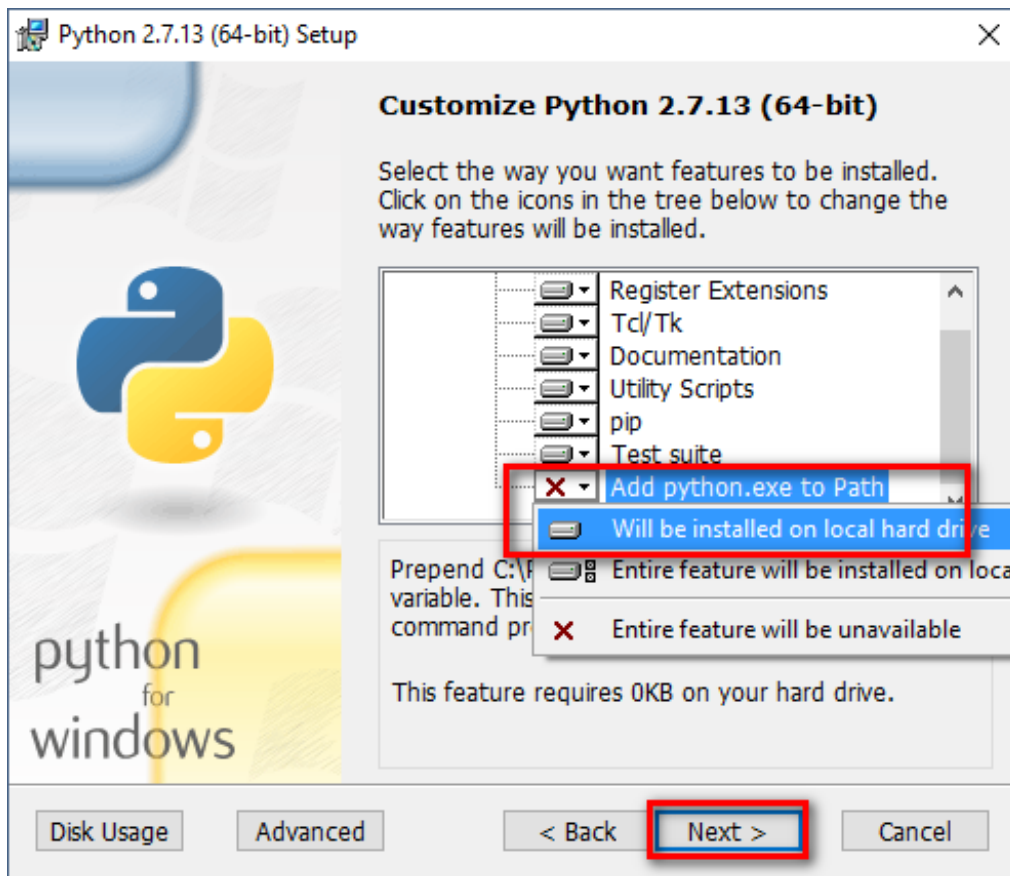 Python 2.7.13 (64-bit) Setup
Customize Python 2.7.13 (64-bit)
Select the way you want features to be installed.
Click on the icons in the tree below to change the
way features will be installed.
Register Extensions
Tcl/Tk
Documentation
Utility Scripts
pip
Test suite
Add python.exe to Path
Will be installed on local hard drive
Entire feature will be installed on loca
Entire feature will be unavailable
Prepend C:\
variable. This
command pr
This feature requires 0KB on your hard drive.
python
for
windows
Disk Usage
Advanced
< Back
Next >
Cancel